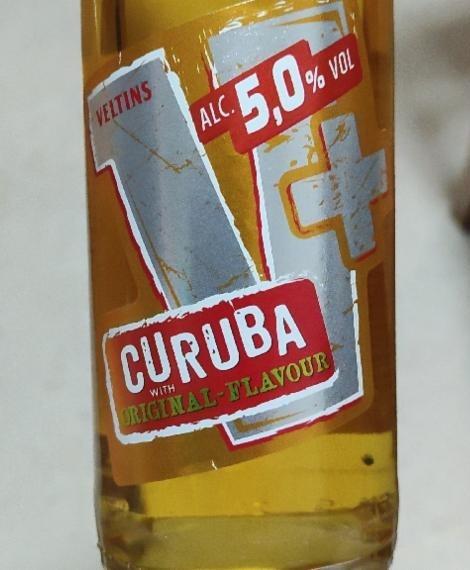 VELTINS
ALC. 5,0% VOL
V+
CURUBA
WITH
ORIGINAL-FLAVOUR